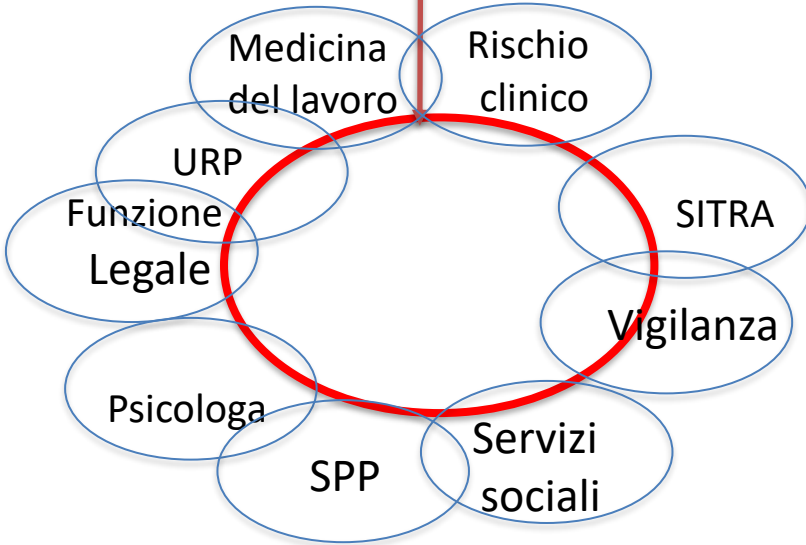 Medicina
del lavoro
Rischio
clinico
URP
Funzione
Legale
SITRA
Vigilanza
Psicologa
SPP
Servizi
sociali